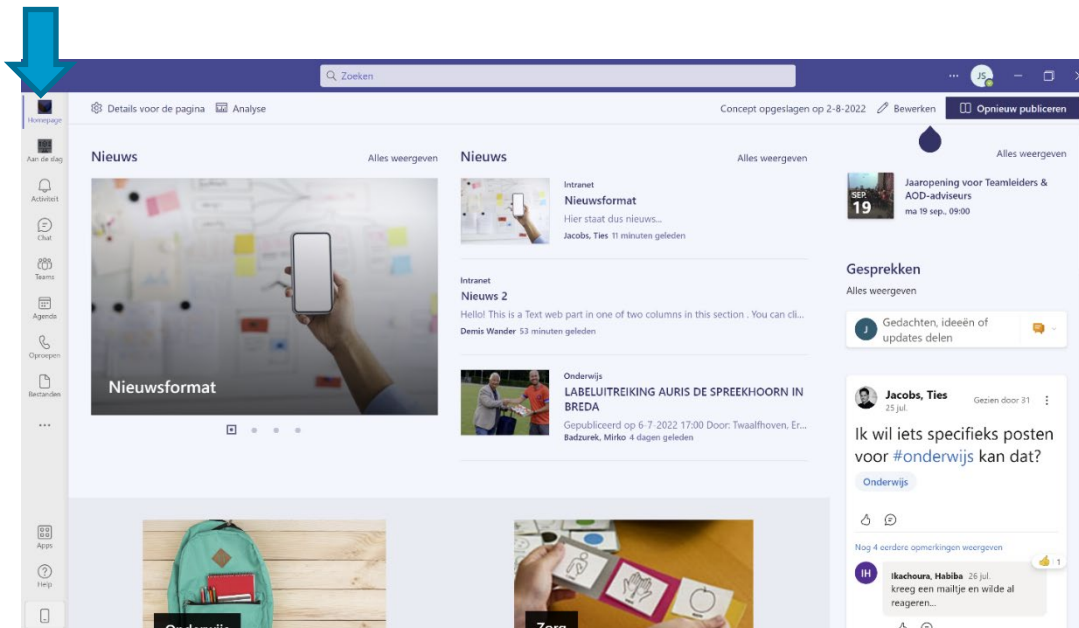 Zoeken
JS
Homepage
Aan de slag
Activiteit
Chat
Teams
Agenda
Oproepen
Bestanden
Apps
Help
Details voor de pagina Analyse
Concept opgeslagen op 2-8-2022 Bewerken Opnieuw publiceren
Nieuws Alles weergeven
Nieuwsformat
Nieuws Alles weergeven
Intranet
Nieuwsformat
Hier staat dus nieuws...
Jacobs, Ties 11 minuten geleden
Intranet
Nieuws 2
Hello! This is a Text web part in one of two columns in this section . You can cli...
Demis Wander 53 minuten geleden
Onderwijs
LABELUITREIKING AURIS DE SPREEKHOORN IN
BREDA
Gepubliceerd op 6-7-2022 17:00 Door: Twaalfhoven, Er...
Badzurek, Mirko 4 dagen geleden
Alles weergeven
SEP.
19
Jaaropening voor Teamleiders &
AOD-adviseurs
ma 19 sep., 09:00
Gesprekken
Alles weergeven
J
Gedachten, ideeën of
updates delen
Jacobs, Ties Gezien door 31
25 jul.
Ik wil iets specifieks posten
voor #onderwijs kan dat?
Onderwijs
Nog 4 eerdere opmerkingen weergeven
1
IH
Ikachoura, Habiba 26 jul.
kreeg een mailtje en wilde al
reageren...
Onderwijs
Zorg